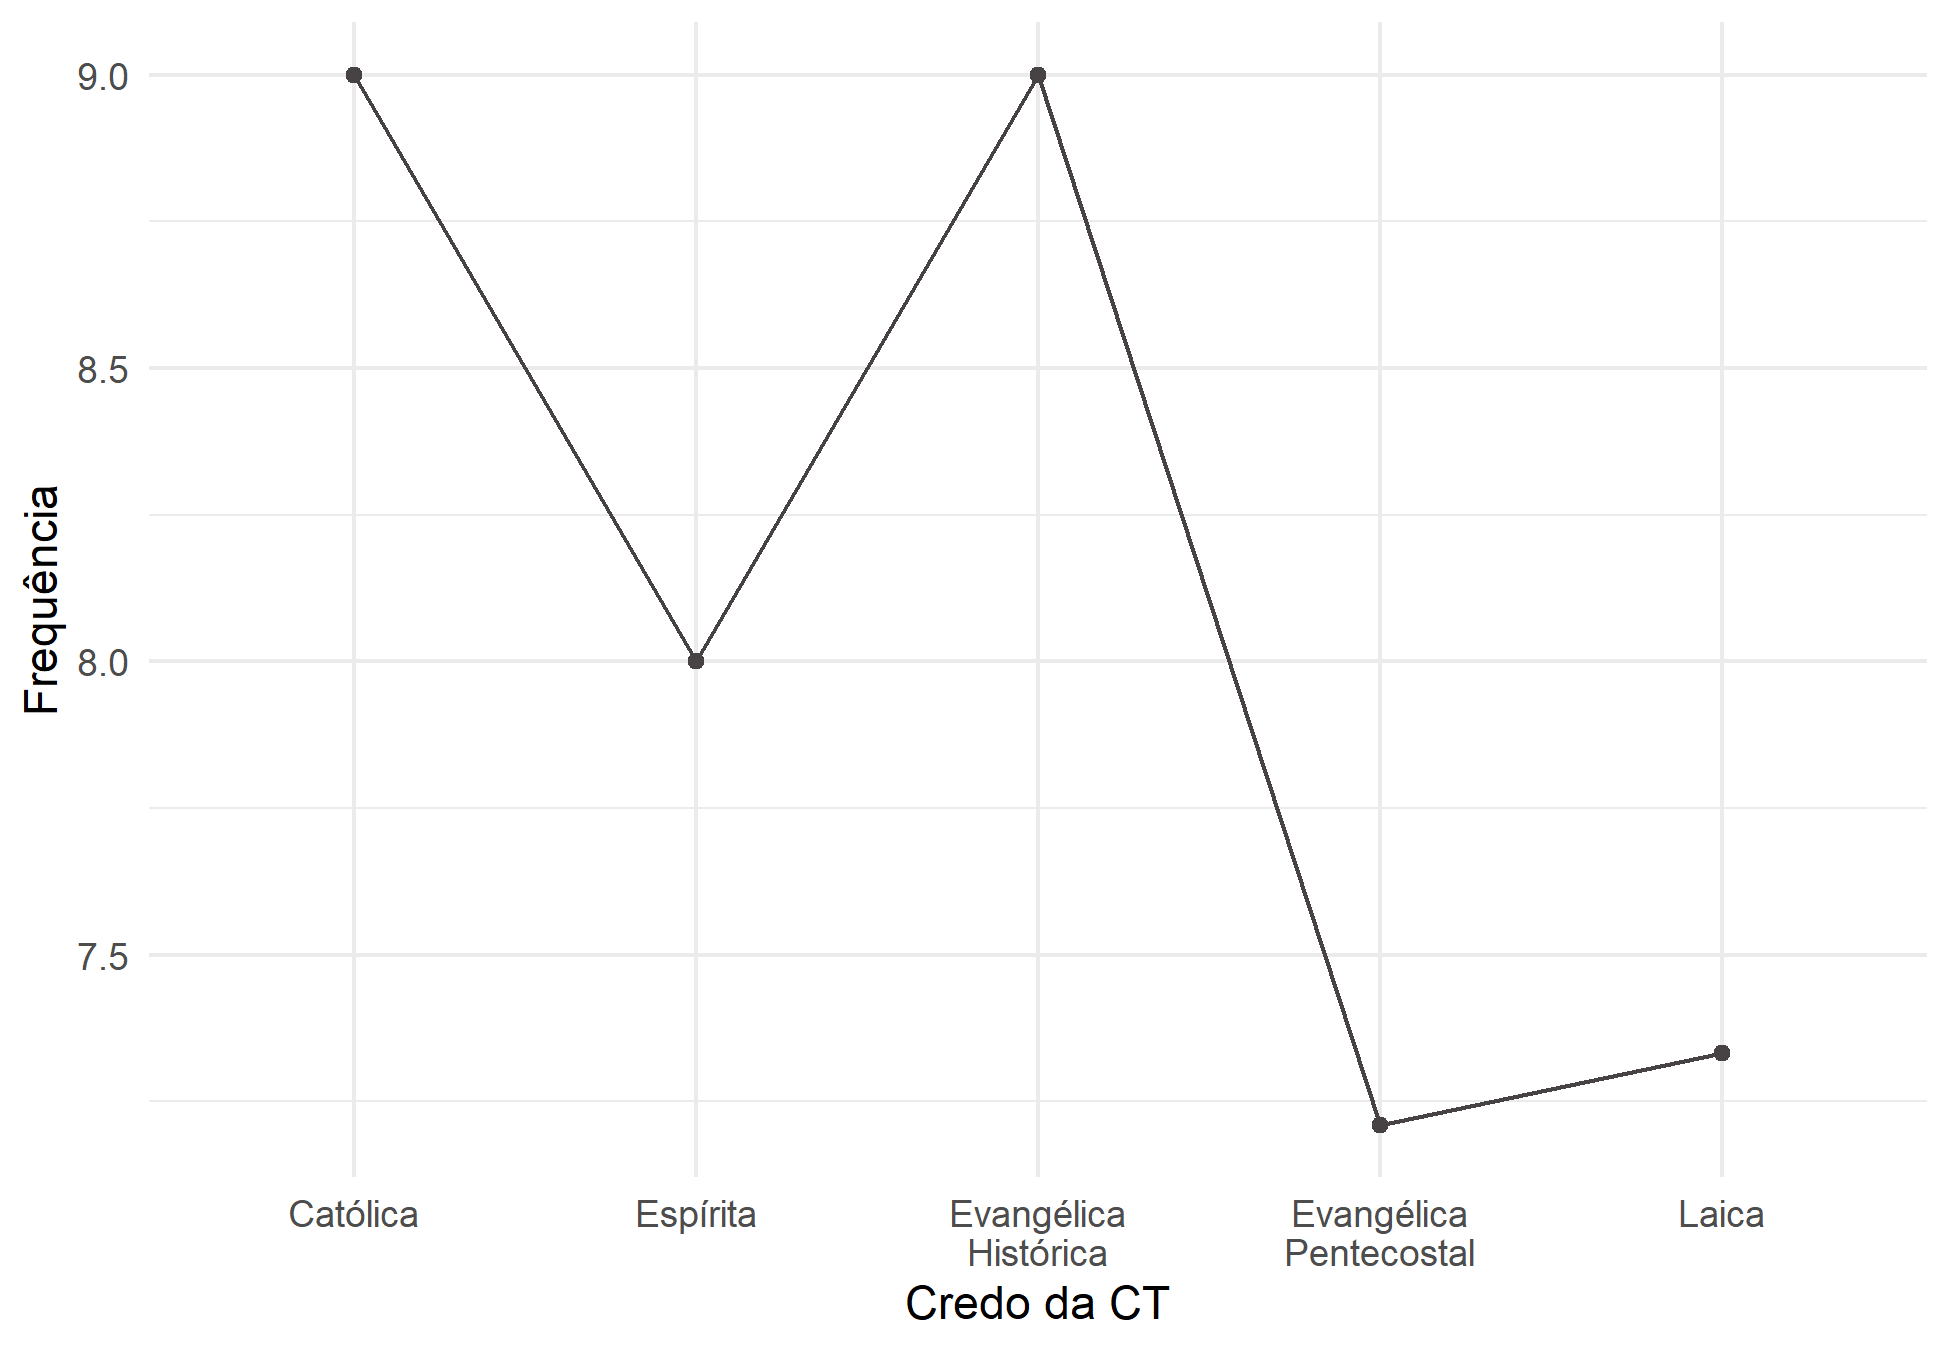 9.0
8.5
8.0
7.5
Frequência
Católica
Espírita
Evangélica
Histórica
Evangélica
Pentecostal
Laica
Credo da CT